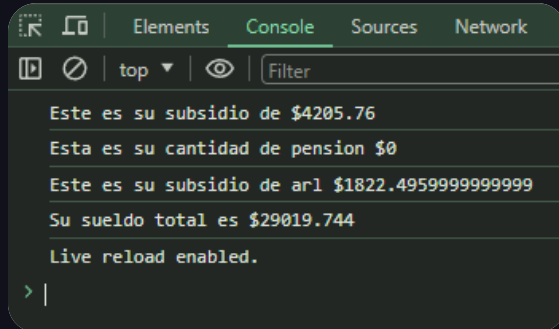 Elements Console Sources Network
top Filter
Este es su subsidio de $4205.76
Esta es su cantidad de pension $0
Este es su subsidio de arl $1822.4959999999999
Su sueldo total es $29019.744
Live reload enabled.